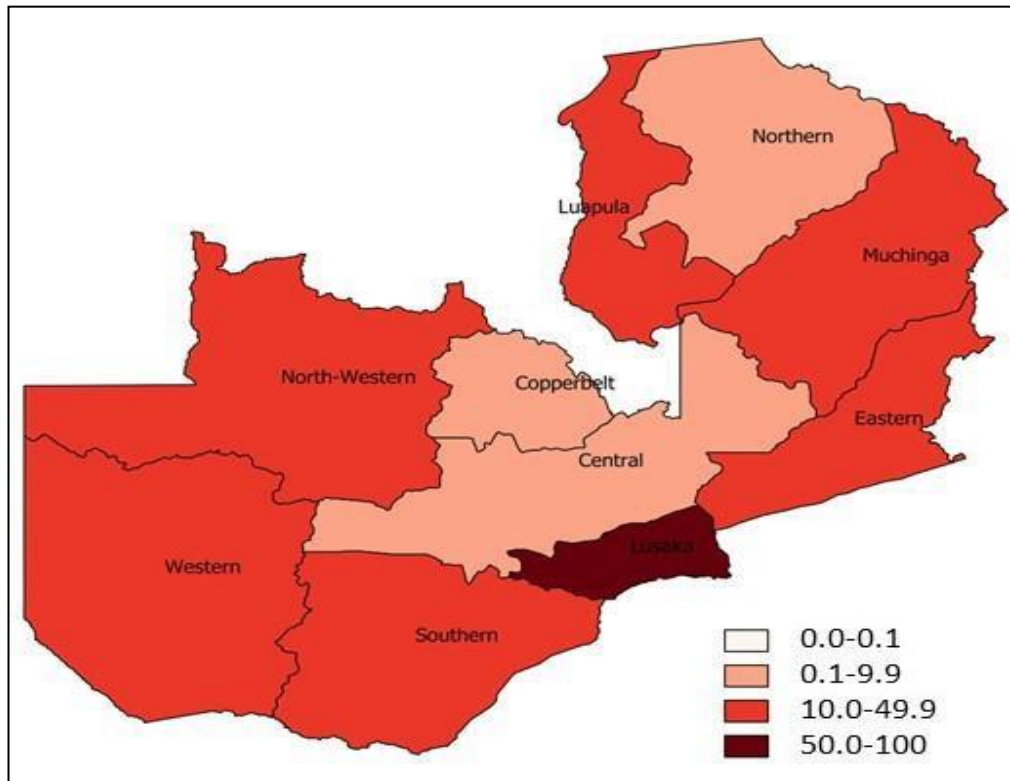 Northern
Luapula
Muchinga
North-Western
Copperbelt
Eastern
Central
Lusaka
Western
Southern
0.0-0.1
0.1-9.9
10.0-49.9
50.0-100